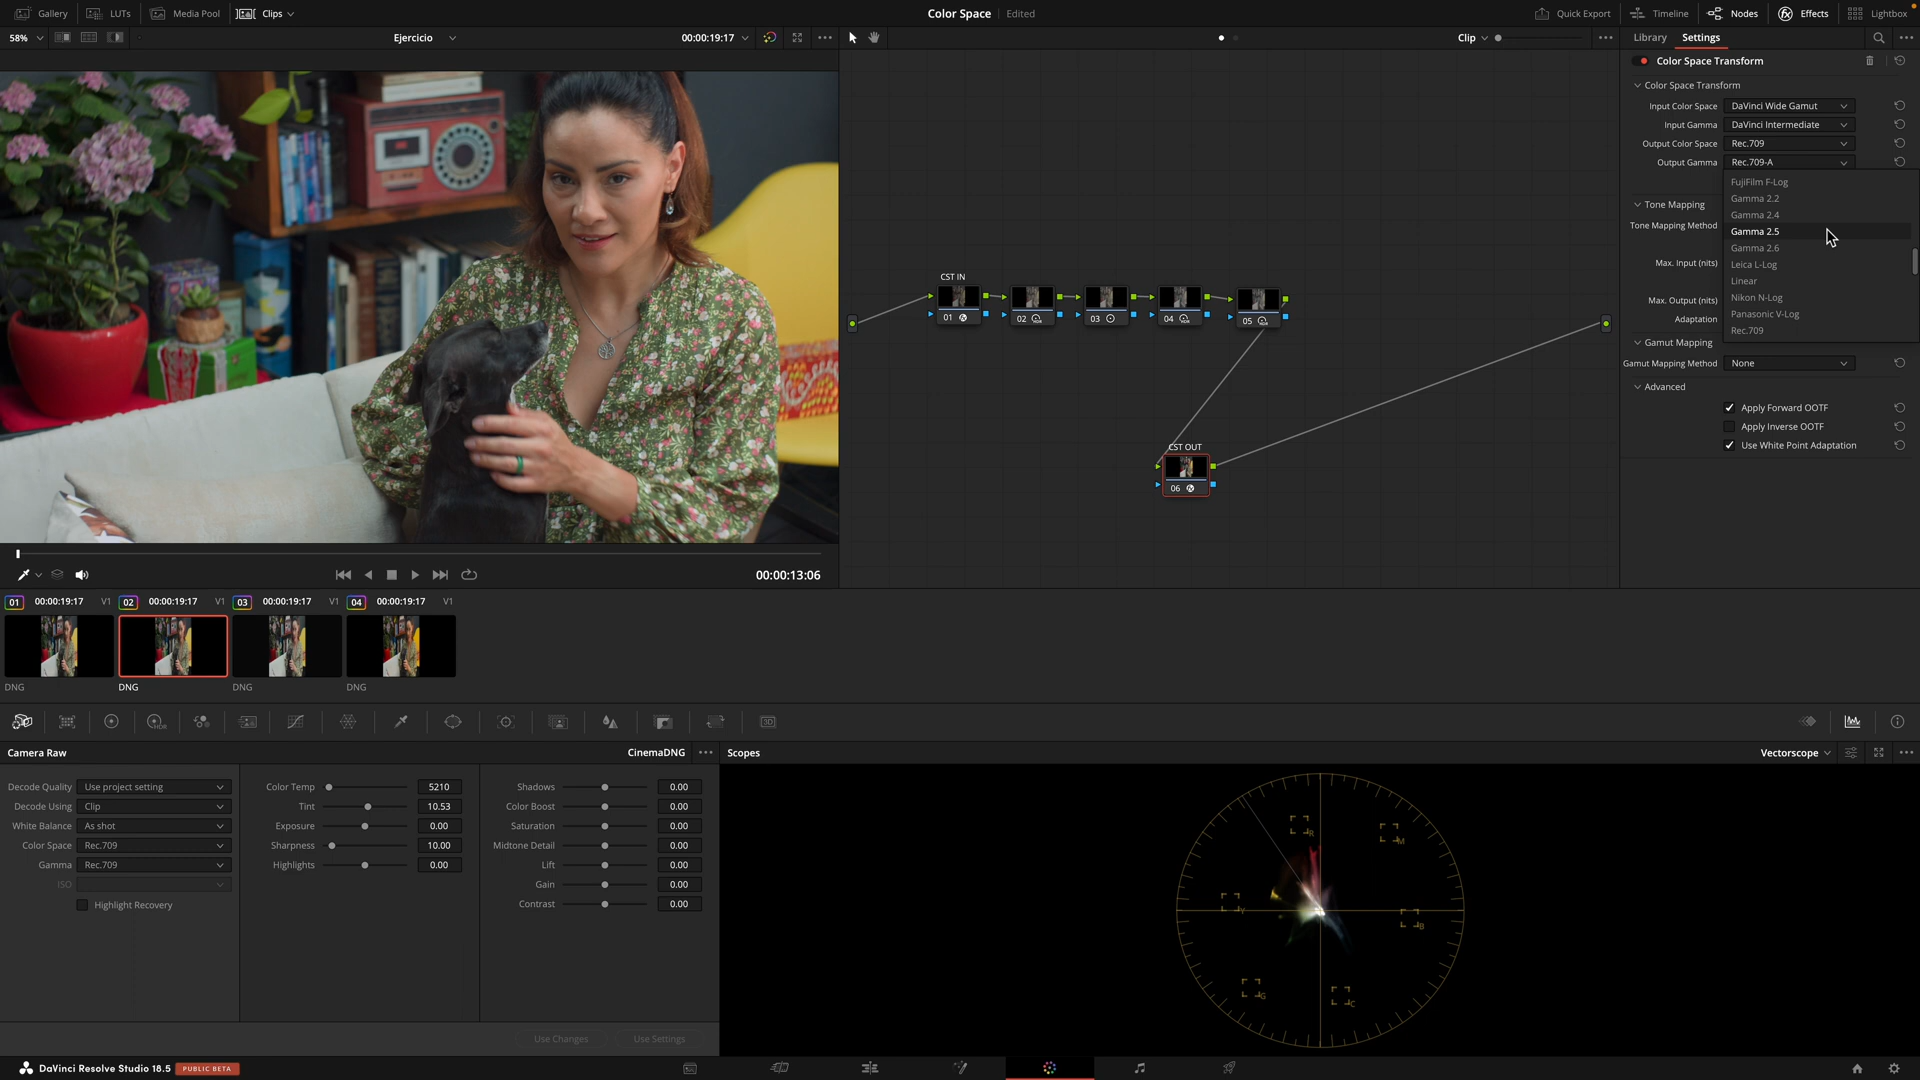 Gallery
LUTs
Media Pool
Clips
Color Space
Edited
Quick Export
Timeline
Nodes
Effects
Lightbox
58%
Ejercicio
00:00:19:17
Clip
Library
Settings
Color Space Transform
Color Space Transform
Input Color Space
DaVinci Wide Gamut
Input Gamma
DaVinci Intermediate
Output Color Space
Rec.709
Output Gamma
Rec.709-A
FujiFilm F-Log
Gamma 2.2
Gamma 2.4
Gamma 2.5
Gamma 2.6
Leica L-Log
Linear
Nikon N-Log
Panasonic V-Log
Rec.709
Tone Mapping
Tone Mapping Method
Max. Input (nits)
Max. Output (nits)
Adaptation
Gamut Mapping
Gamut Mapping Method
None
Advanced
Apply Forward OOTF
Apply Inverse OOTF
Use White Point Adaptation
CST IN
01
02
03
04
05
CST OUT
06
00:00:13:06
01 00:00:19:17 V1
02 00:00:19:17 V1
03 00:00:19:17 V1
04 00:00:19:17 V1
DNG
DNG
DNG
DNG
HDR
3D
Camera Raw
CinemaDNG
Decode Quality
Use project setting
Decode Using
Clip
White Balance
As shot
Color Space
Rec.709
Gamma
Rec.709
ISO
Highlight Recovery
Color Temp
5210
Tint
10.53
Exposure
0.00
Sharpness
10.00
Highlights
0.00
Shadows
0.00
Color Boost
0.00
Saturation
0.00
Midtone Detail
0.00
Lift
0.00
Gain
0.00
Contrast
0.00
Use Changes
Use Settings
Scopes
Vectorscope
R
M
Y
B
G
C
DaVinci Resolve Studio 18.5
PUBLIC BETA